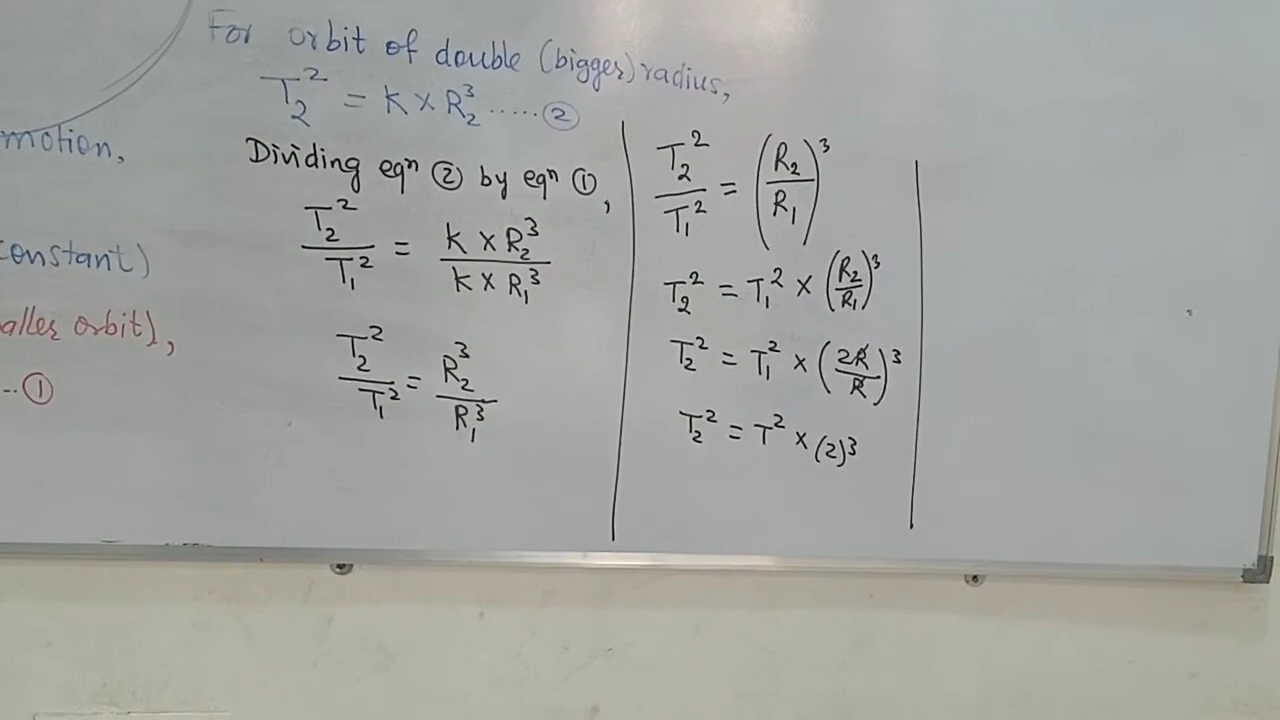 For orbit of double (bigger) radius,
T₂² = K × R₂³ ...... ②
motion,
constant)
orbit),
... ①
Dividing eqⁿ ② by eqⁿ ①,
T₂² / T₁² = K × R₂³ / K × R₁³
T₂² / T₁² = R₂³ / R₁³
T₂² / T₁² = (R₂ / R₁)³
T₂² = T₁² × (R₂ / R₁)³
T₂² = T₁² × (2R / R)³
T₂² = T² × (2)³